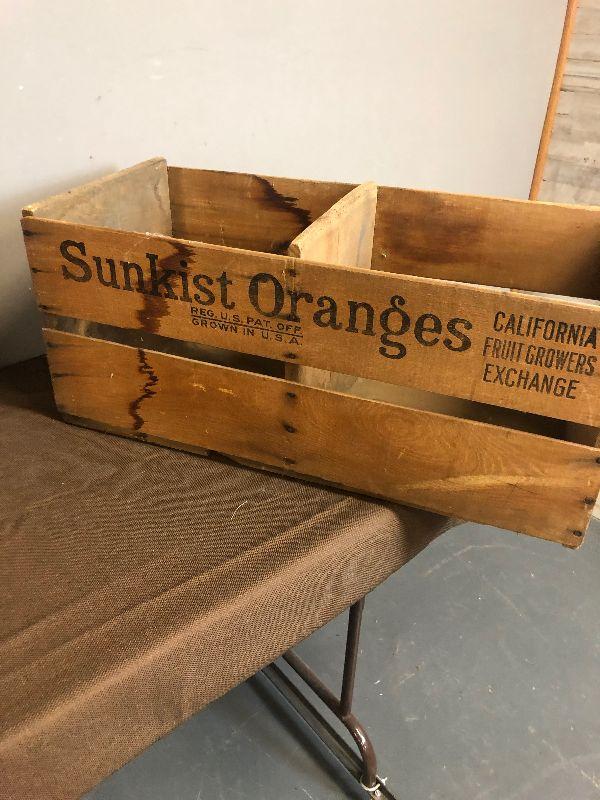 Sunkist Oranges
REG. U.S. PAT. OFF.
GROWN IN U.S.A.
CALIFORNIA
FRUIT GROWERS
EXCHANGE